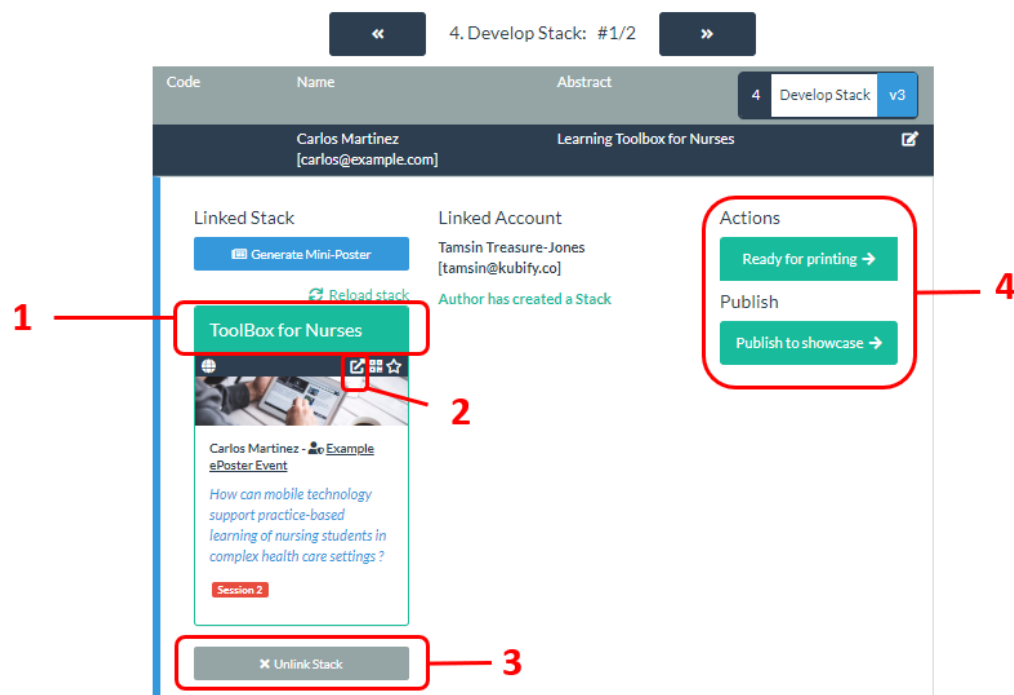 4. Develop Stack: #1/2
Code Name Abstract
4 Develop Stack v3
Carlos Martinez
[carlos@example.com]
Learning Toolbox for Nurses
Linked Stack
Generate Mini-Poster
Reload stack
1
ToolBox for Nurses
2
Carlos Martinez - Example
ePoster Event
How can mobile technology
support practice-based
learning of nursing students in
complex health care settings ?
Session 2
Unlink Stack
3
Linked Account
Tamsin Treasure-Jones
[tamsin@kubify.co]
Author has created a Stack
Actions
Ready for printing
Publish
Publish to showcase
4